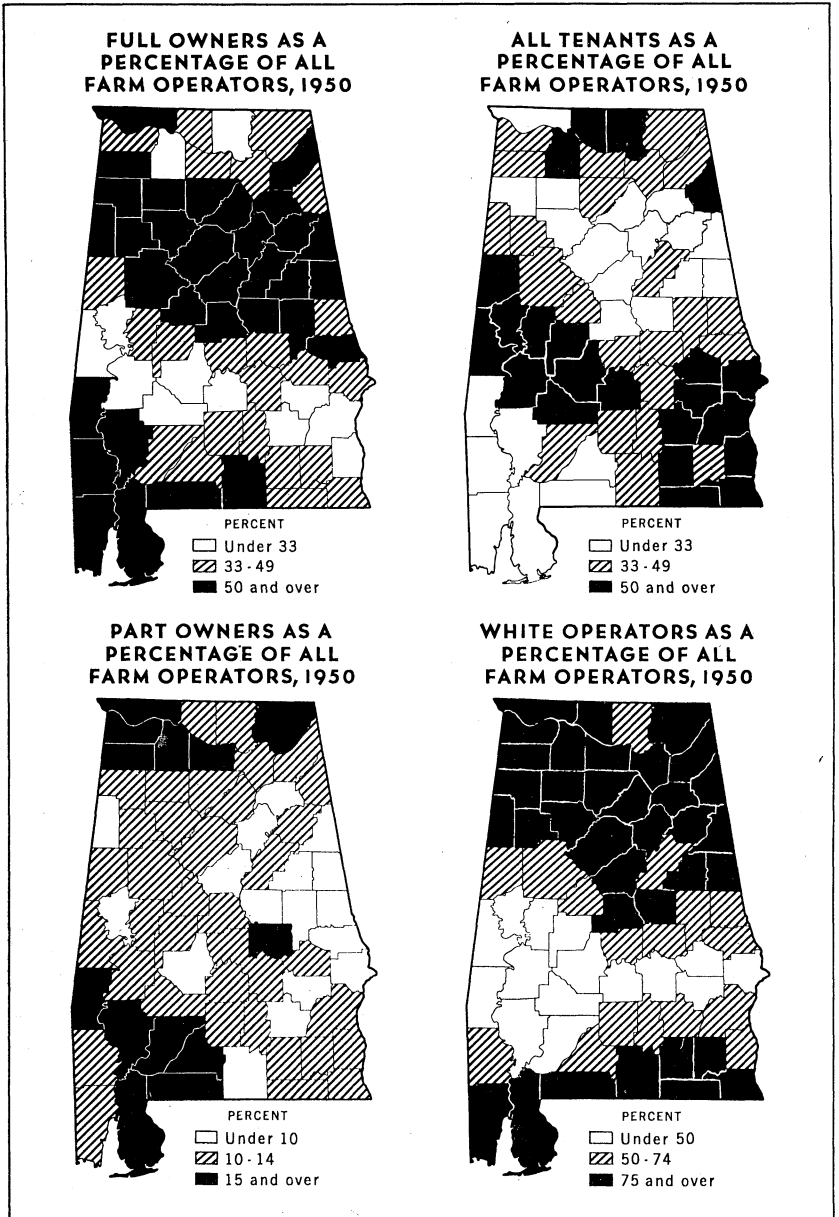 FULL OWNERS AS A
PERCENTAGE OF ALL
FARM OPERATORS, 1950
PERCENT
Under 33
33-49
50 and over
ALL TENANTS AS A
PERCENTAGE OF ALL
FARM OPERATORS, 1950
PERCENT
Under 33
33-49
50 and over
PART OWNERS AS A
PERCENTAGE OF ALL
FARM OPERATORS, 1950
PERCENT
Under 10
10-14
15 and over
WHITE OPERATORS AS A
PERCENTAGE OF ALL
FARM OPERATORS, 1950
PERCENT
Under 50
50-74
75 and over